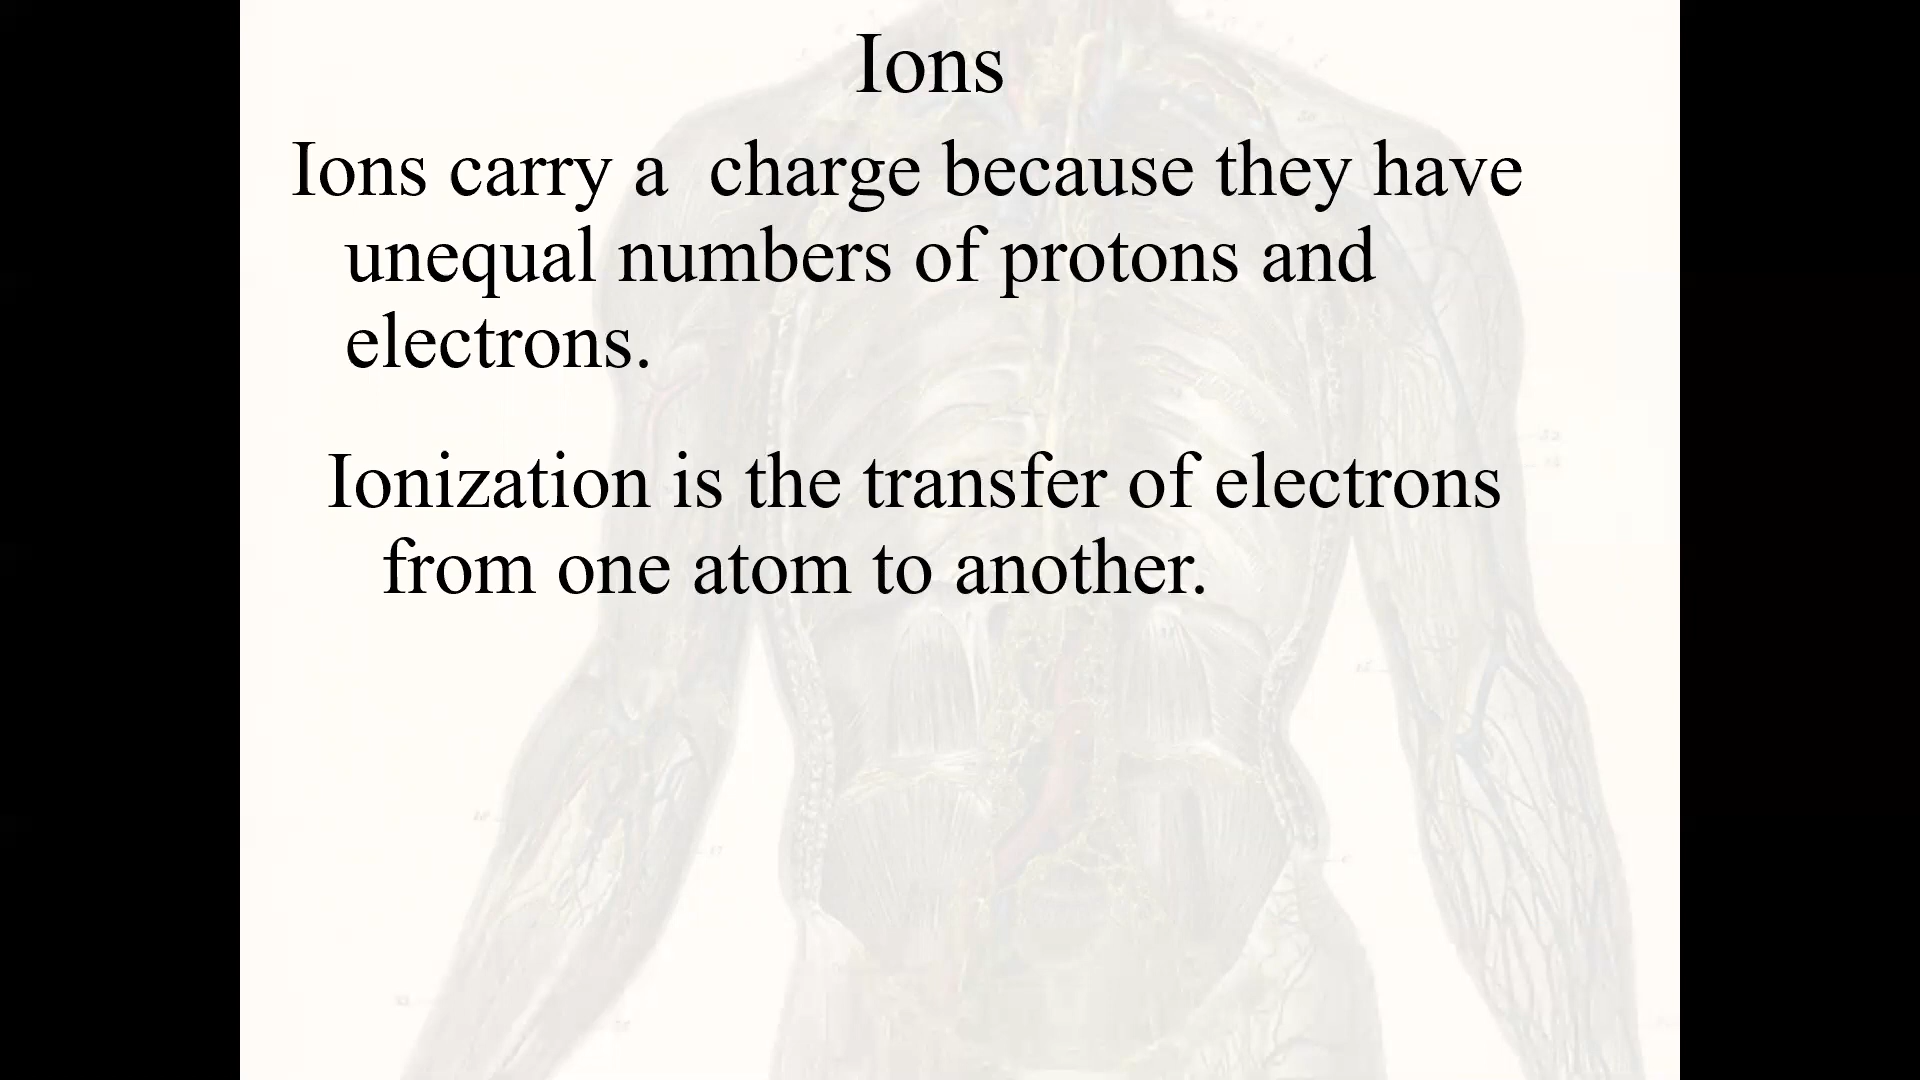 Ions
Ions carry a  charge because they have
unequal numbers of protons and
electrons.
Ionization is the transfer of electrons
from one atom to another.